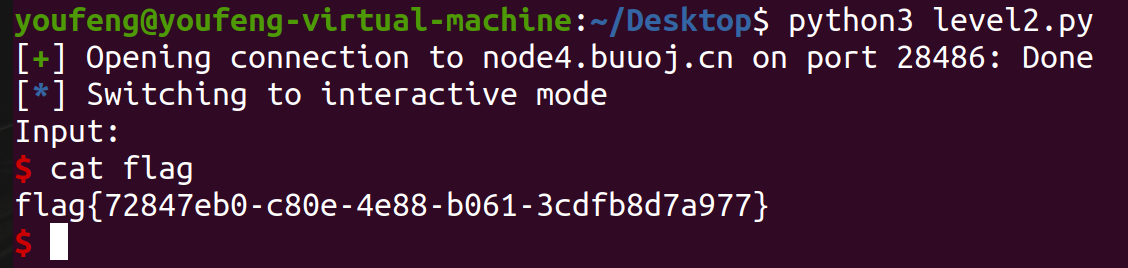 youfeng@youfeng-virtual-machine:~/Desktop$ python3 level2.py
[+] Opening connection to node4.buuoj.cn on port 28486: Done
[*] Switching to interactive mode
Input:
$ cat flag
flag{72847eb0-c80e-4e88-b061-3cdfb8d7a977}
$